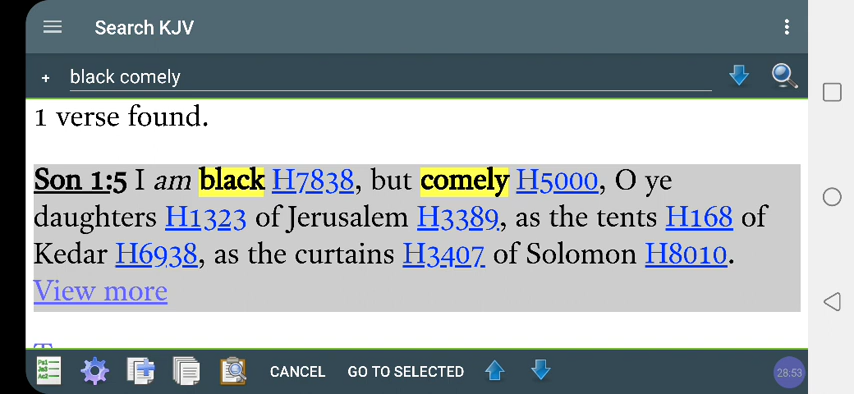 Search KJV
+ black comely
1 verse found.
Son 1:5 I am black H7838, but comely H5000, O ye
daughters H1323 of Jerusalem H3389, as the tents H168 of
Kedar H6938, as the curtains H3407 of Solomon H8010.
View more
CANCEL GO TO SELECTED 28:53